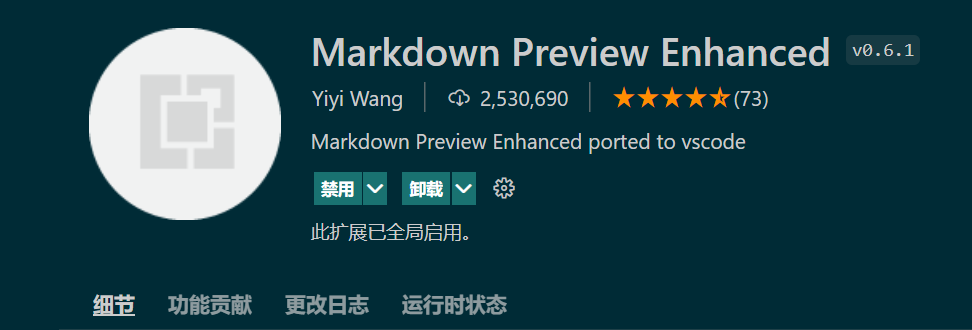 Markdown Preview Enhanced v0.6.1
Yiyi Wang 2,530,690 (73)
Markdown Preview Enhanced ported to vscode
禁用 卸载
此扩展已全局启用。
细节 功能贡献 更改日志 运行时状态